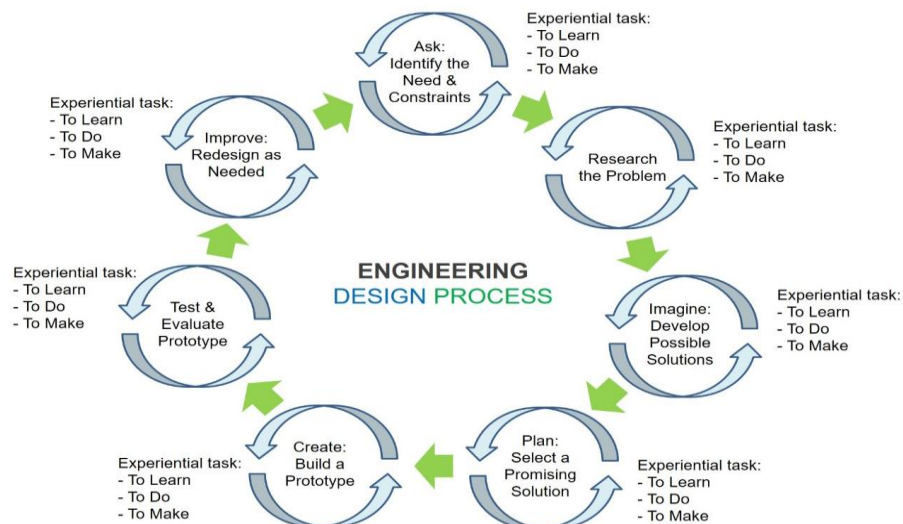 Ask:
Identify the
Need &
Constraints
Experiential task:
- To Learn
- To Do
- To Make
Research
the Problem
Experiential task:
- To Learn
- To Do
- To Make
Imagine:
Develop
Possible
Solutions
Experiential task:
- To Learn
- To Do
- To Make
Plan:
Select a
Promising
Solution
Experiential task:
- To Learn
- To Do
- To Make
Create:
Build a
Prototype
Experiential task:
- To Learn
- To Do
- To Make
Test &
Evaluate
Prototype
Experiential task:
- To Learn
- To Do
- To Make
Improve:
Redesign as
Needed
Experiential task:
- To Learn
- To Do
- To Make
ENGINEERING
DESIGN PROCESS